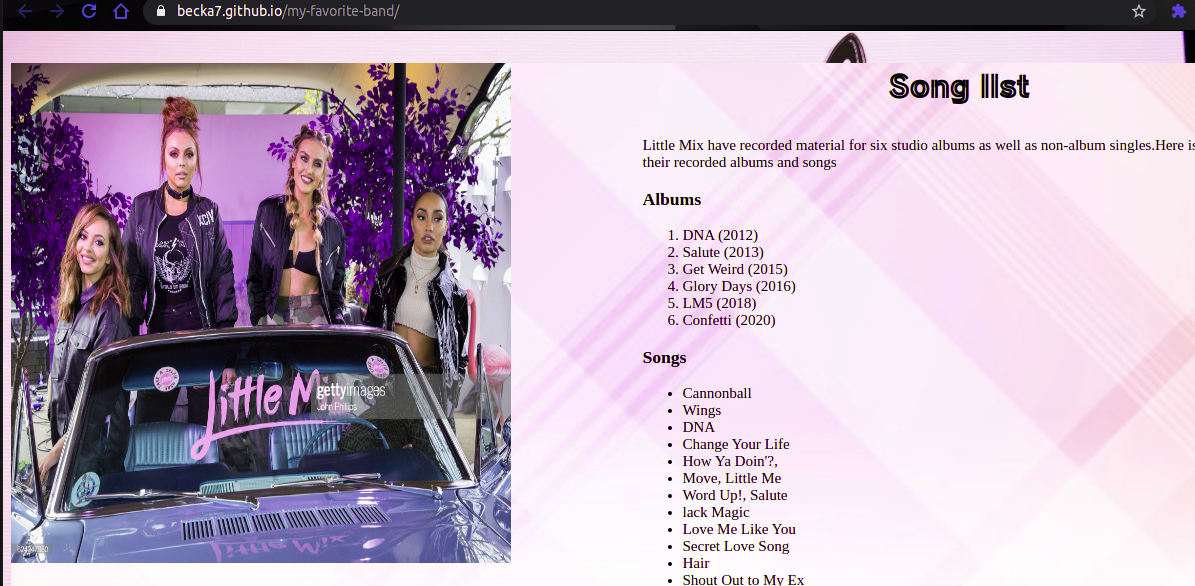 becka7.github.io/my-favorite-band/
Song list
Little Mix have recorded material for six studio albums as well as non-album singles.Here is
their recorded albums and songs
Albums
1. DNA (2012)
2. Salute (2013)
3. Get Weird (2015)
4. Glory Days (2016)
5. LM5 (2018)
6. Confetti (2020)
Songs
• Cannonball
• Wings
• DNA
• Change Your Life
• How Ya Doin'?,
• Move, Little Me
• Word Up!, Salute
• lack Magic
• Love Me Like You
• Secret Love Song
• Hair
• Shout Out to My Ex
XCIV
Little M
gettyimages
John Phillips
Little Mix